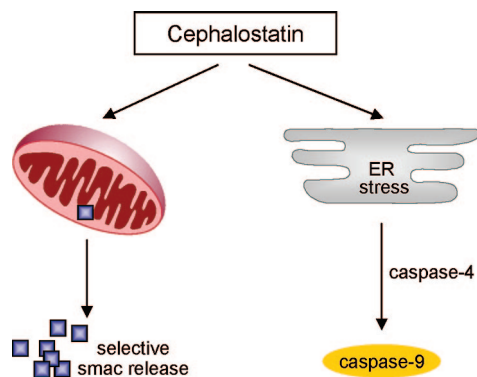 Cephalostatin
ER
stress
caspase-4
selective
smac release
caspase-9